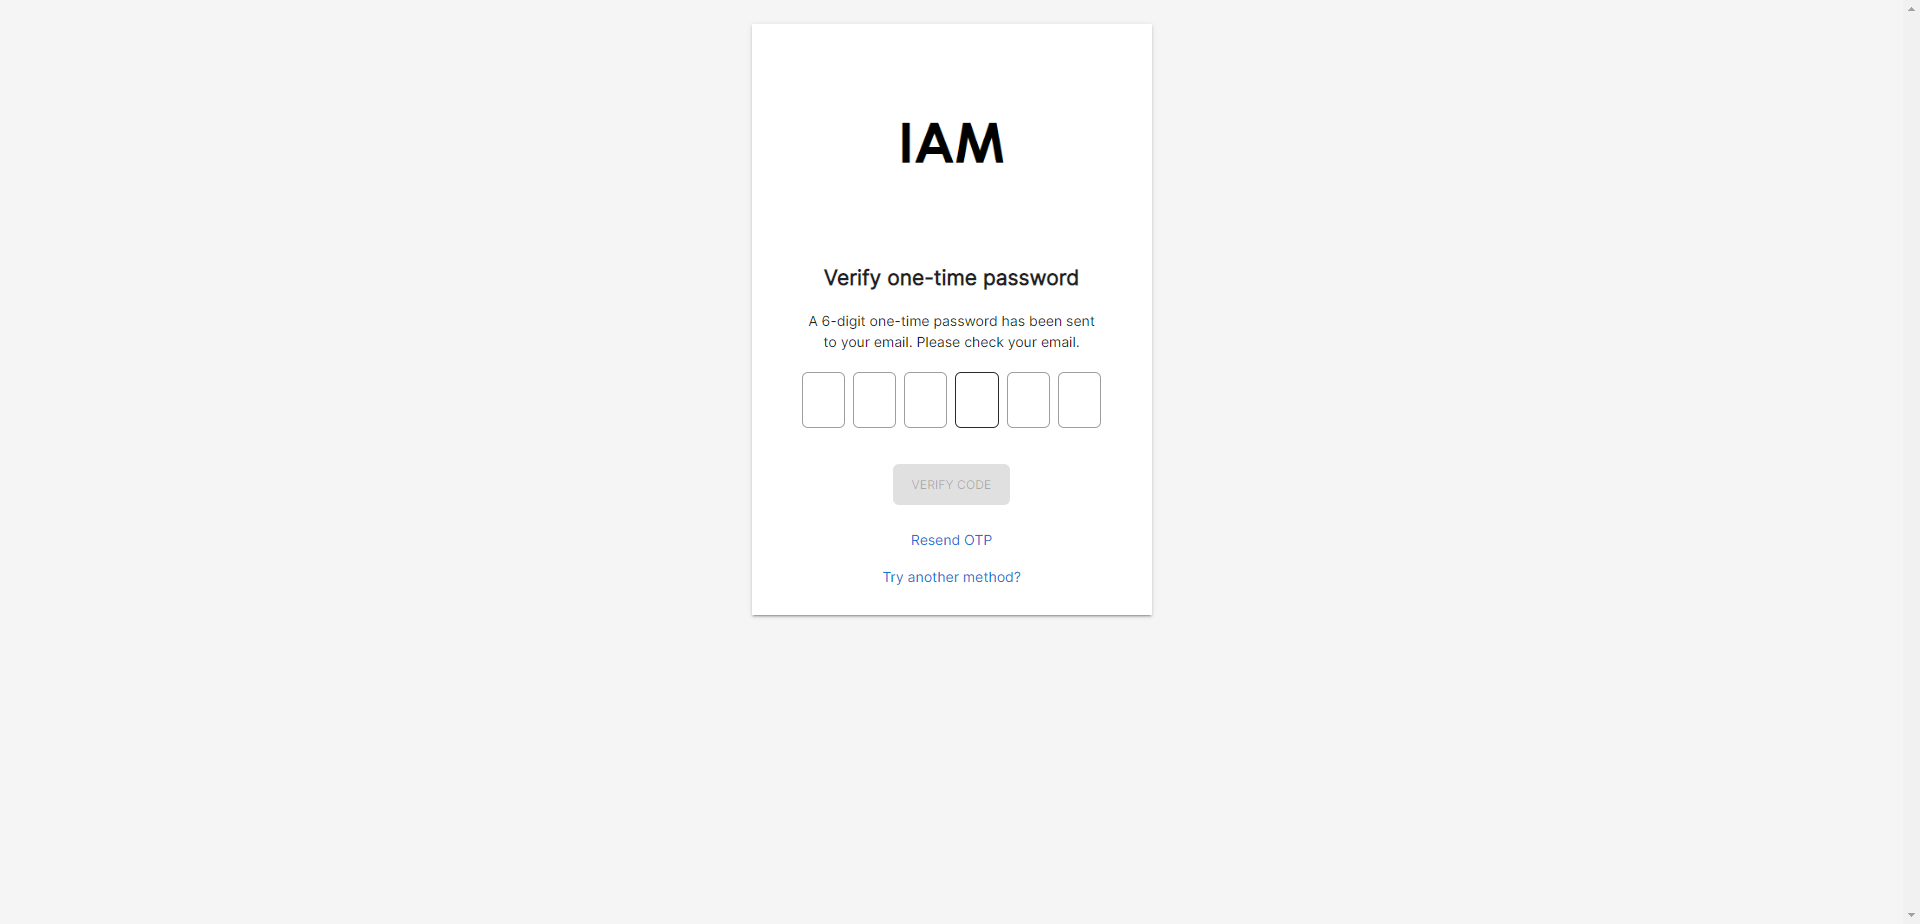 IAM
Verify one-time password
A 6-digit one-time password has been sent
to your email. Please check your email.
VERIFY CODE
Resend OTP
Try another method?